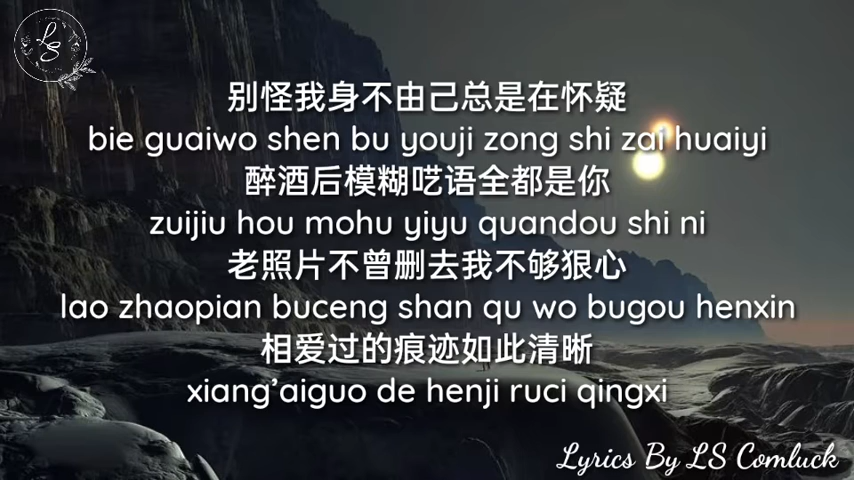 LS
别怪我身不由己总是在怀疑
bie guaiwo shen bu youji zong shi zai huaiyi
醉酒后模糊呓语全都是你
zuijiu hou mohu yiyu quandou shi ni
老照片不曾删去我不够狠心
lao zhaopian buceng shan qu wo bugou henxin
相爱过的痕迹如此清晰
xiang’aiguo de henji ruci qingxi
Lyrics By LS Comluck